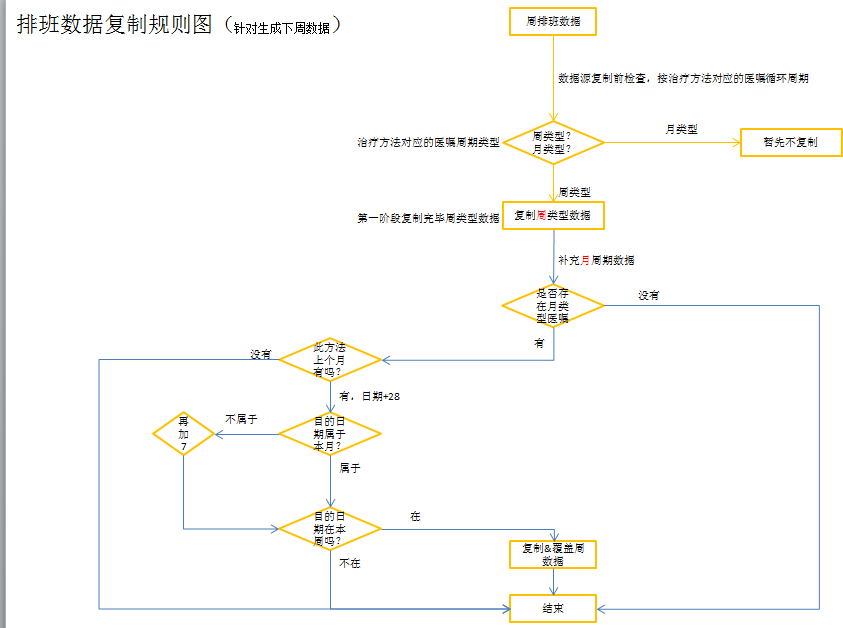 排班数据复制规则图（针对生成下周数据）
周排班数据
数据源复制前检查，按治疗方法对应的医嘱循环周期
治疗方法对应的医嘱周期类型
周类型?
月类型?
月类型
暂先不复制
周类型
第一阶段复制完毕周类型数据
复制周类型数据
补充月周期数据
是否存
在月类
型医嘱
没有
有
没有
此方法
上个月
有吗?
有，日期+28
不属于
再
加
7
目的日
期属于
本月?
属于
目的日
期在本
周吗?
在
不在
复制&覆盖周
数据
结束